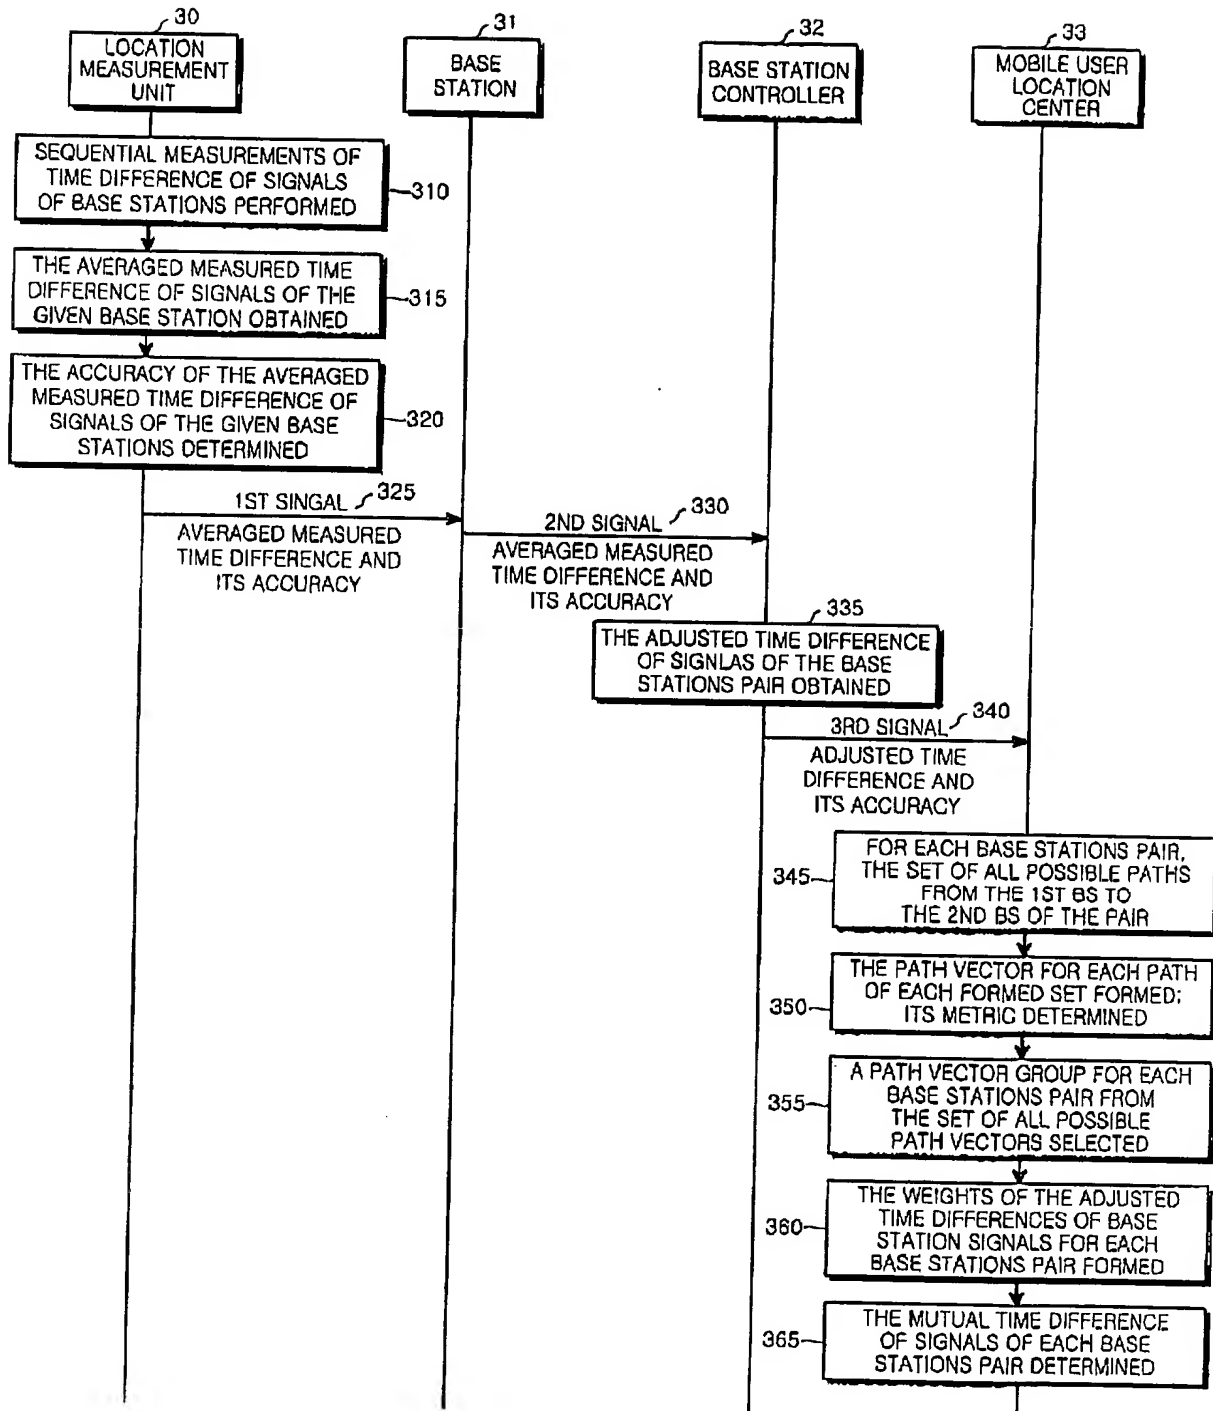 30
LOCATION
MEASUREMENT
UNIT
31
BASE
STATION
32
BASE STATION
CONTROLLER
33
MOBILE USER
LOCATION
CENTER
SEQUENTIAL MEASUREMENTS OF
TIME DIFFERENCE OF SIGNALS
OF BASE STATIONS PERFORMED
310
THE AVERAGED MEASURED TIME
DIFFERENCE OF SIGNALS OF THE
GIVEN BASE STATION OBTAINED
315
THE ACCURACY OF THE AVERAGED
MEASURED TIME DIFFERENCE OF
SIGNALS OF THE GIVEN BASE
STATIONS DETERMINED
320
1ST SINGAL 325
AVERAGED MEASURED
TIME DIFFERENCE AND
ITS ACCURACY
2ND SIGNAL 330
AVERAGED MEASURED
TIME DIFFERENCE AND
ITS ACCURACY
335
THE ADJUSTED TIME DIFFERENCE
OF SIGNLAS OF THE BASE
STATIONS PAIR OBTAINED
3RD SIGNAL 340
ADJUSTED TIME
DIFFERENCE AND
ITS ACCURACY
345
FOR EACH BASE STATIONS PAIR,
THE SET OF ALL POSSIBLE PATHS
FROM THE 1ST BS TO
THE 2ND BS OF THE PAIR
350
THE PATH VECTOR FOR EACH PATH
OF EACH FORMED SET FORMED;
ITS METRIC DETERMINED
355
A PATH VECTOR GROUP FOR EACH
BASE STATIONS PAIR FROM
THE SET OF ALL POSSIBLE
PATH VECTORS SELECTED
360
THE WEIGHTS OF THE ADJUSTED
TIME DIFFERENCES OF BASE
STATION SIGNALS FOR EACH
BASE STATIONS PAIR FORMED
365
THE MUTUAL TIME DIFFERENCE
OF SIGNALS OF EACH BASE
STATIONS PAIR DETERMINED